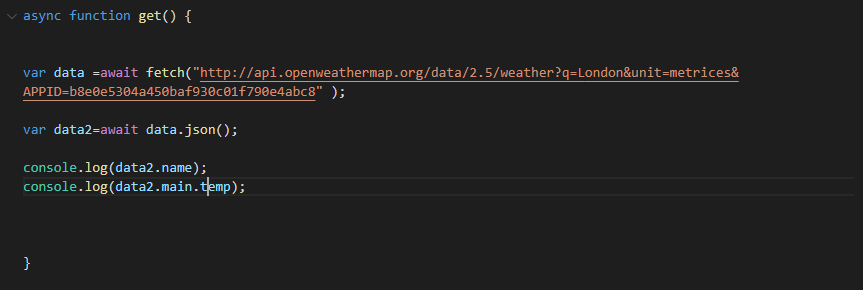 async function get() {
var data =await fetch("http://api.openweathermap.org/data/2.5/weather?q=London&unit=metrices&
APPID=b8e0e5304a450baf930c01f790e4abc8" );
var data2=await data.json();
console.log(data2.name);
console.log(data2.main.temp);
}